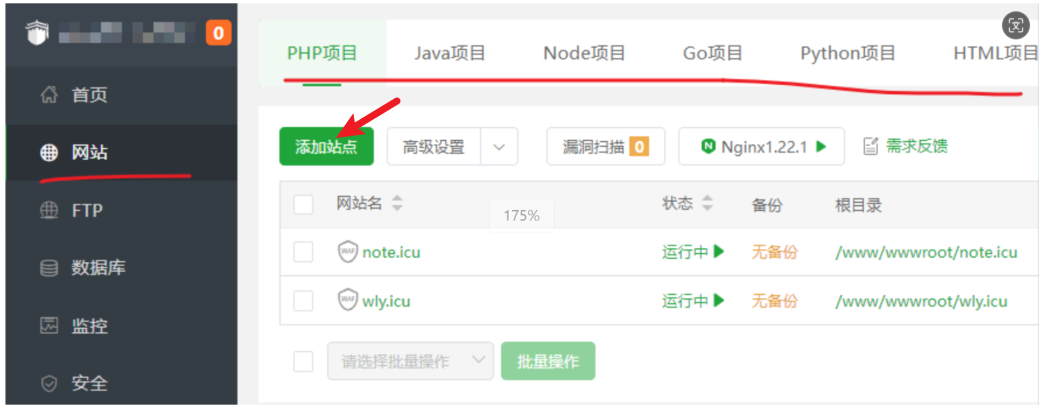 0
PHP项目 Java项目 Node项目 Go项目 Python项目 HTML项目
首页
添加站点 高级设置 漏洞扫描 0 Nginx1.22.1 需求反馈
网站
网站名 状态 备份 根目录
FTP
175%
WAF note.icu 运行中 无备份 /www/wwwroot/note.icu
数据库
WAF wly.icu 运行中 无备份 /www/wwwroot/wly.icu
监控
请选择批量操作 批量操作
安全